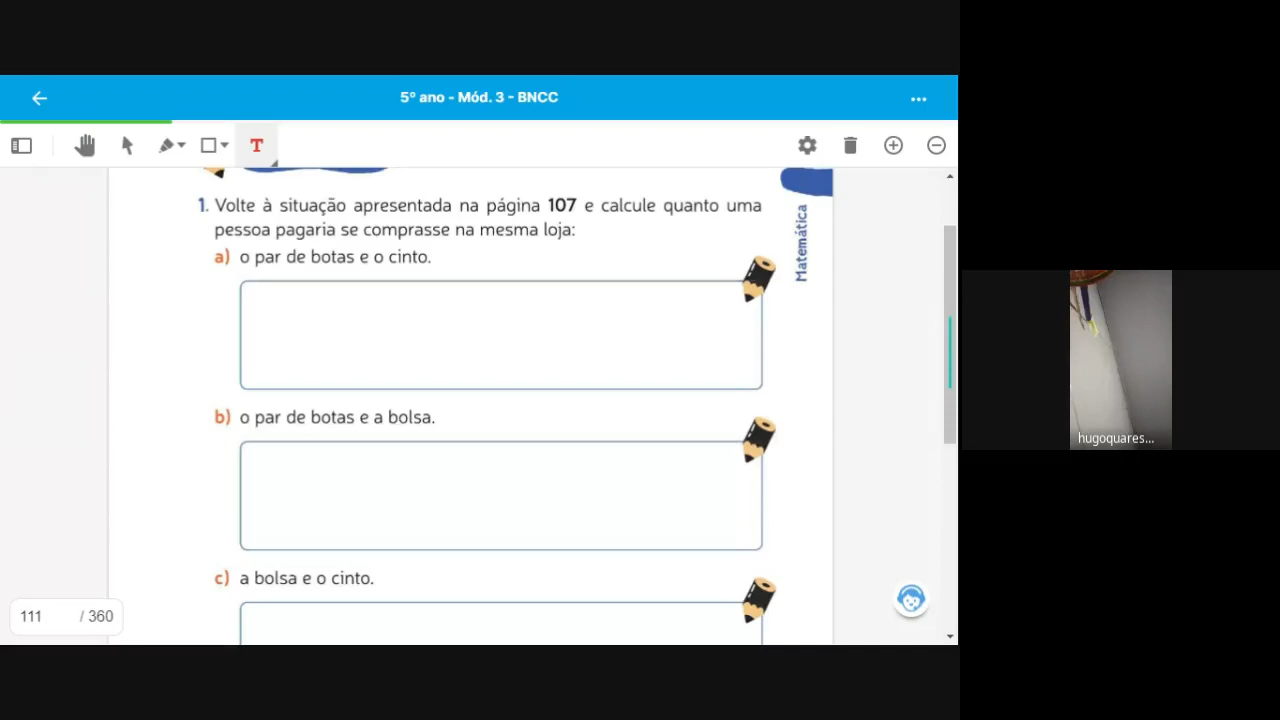 5º ano - Mód. 3 - BNCC
T
1. Volte à situação apresentada na página 107 e calcule quanto uma
pessoa pagaria se comprasse na mesma loja:
a) o par de botas e o cinto.
b) o par de botas e a bolsa.
c) a bolsa e o cinto.
Matemática
111 / 360
hugoquares...